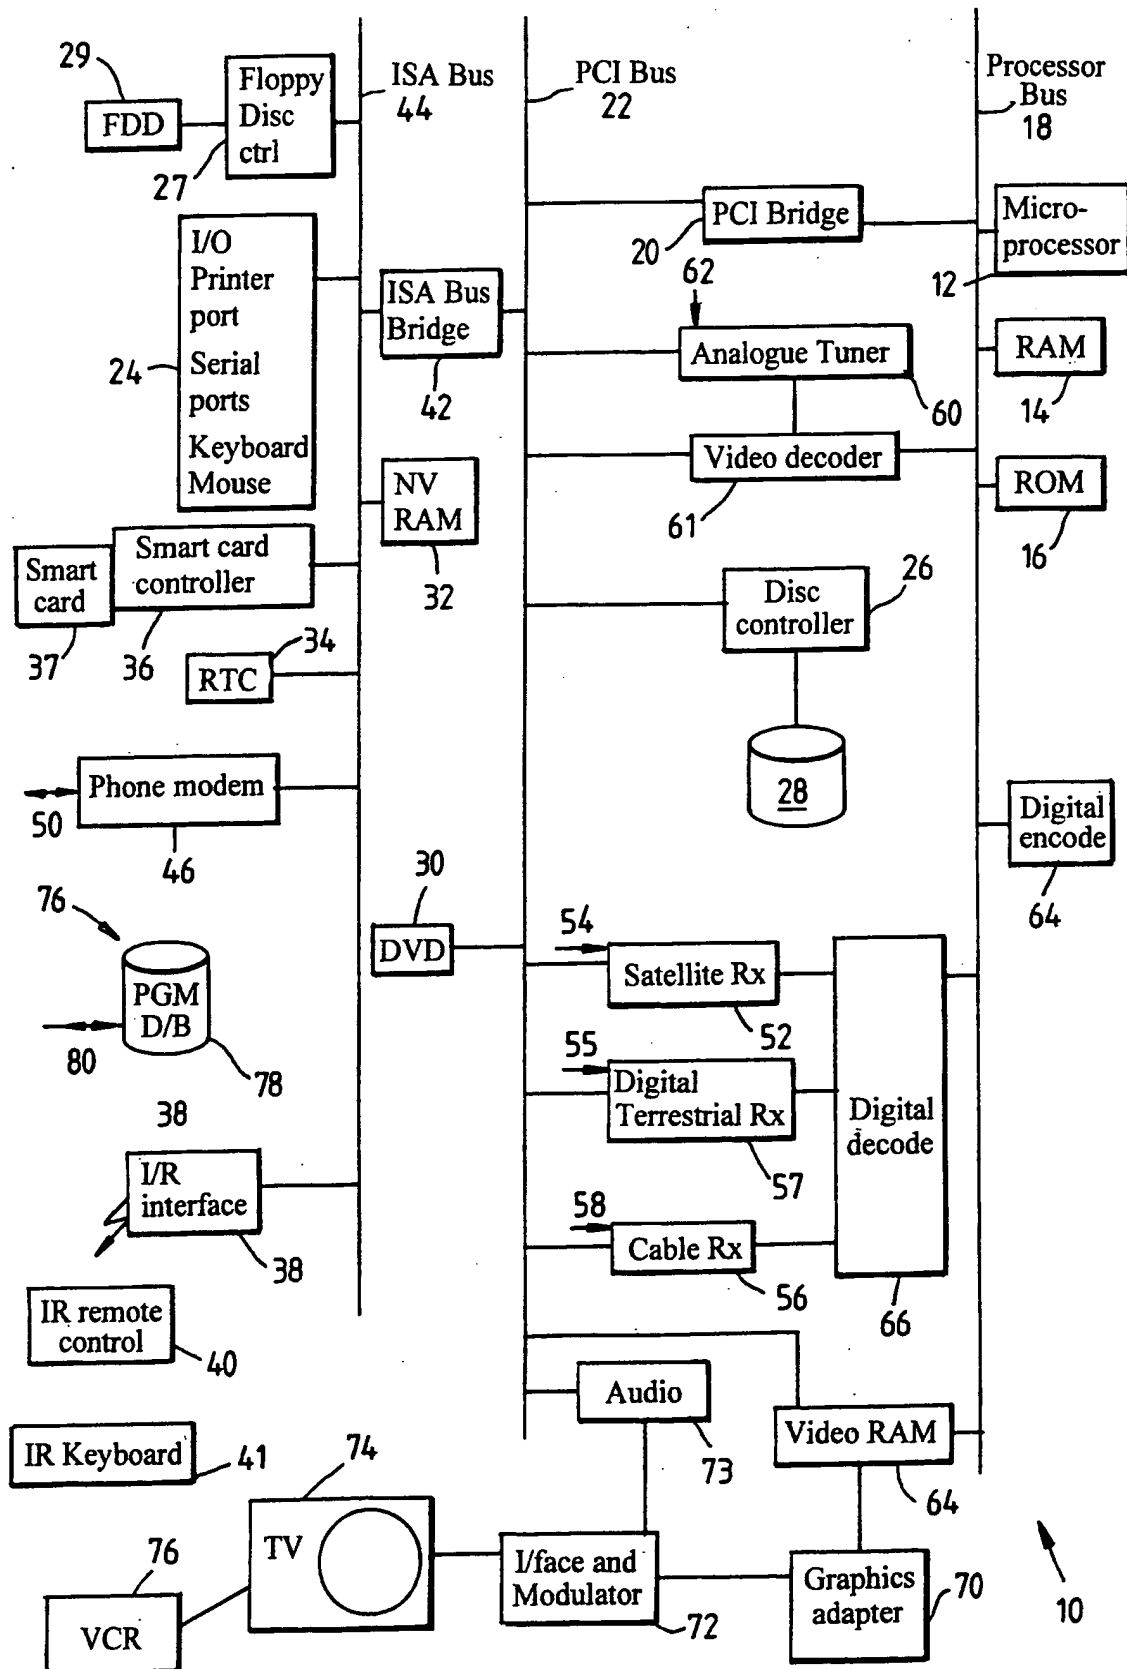 29
FDD
Floppy
Disc
ctrl
27
ISA Bus
44
PCI Bus
22
Processor
Bus
18
I/O
Printer
port
Serial
ports
Keyboard
Mouse
24
ISA Bus
Bridge
42
PCI Bridge
20
Micro-
processor
12
62
Analogue Tuner
60
RAM
14
Video decoder
61
ROM
16
NV
RAM
32
Smart card
controller
36
Smart
card
37
34
RTC
Disc
controller
26
28
Phone modem
50
46
Digital
encode
64
30
DVD
76
PGM
D/B
80
78
54
Satellite Rx
52
55
Digital
Terrestrial Rx
57
58
Cable Rx
56
Digital
decode
66
38
I/R
interface
38
IR remote
control
40
IR Keyboard
41
Audio
73
Video RAM
64
74
TV
76
VCR
I/face and
Modulator
72
Graphics
adapter
70
10